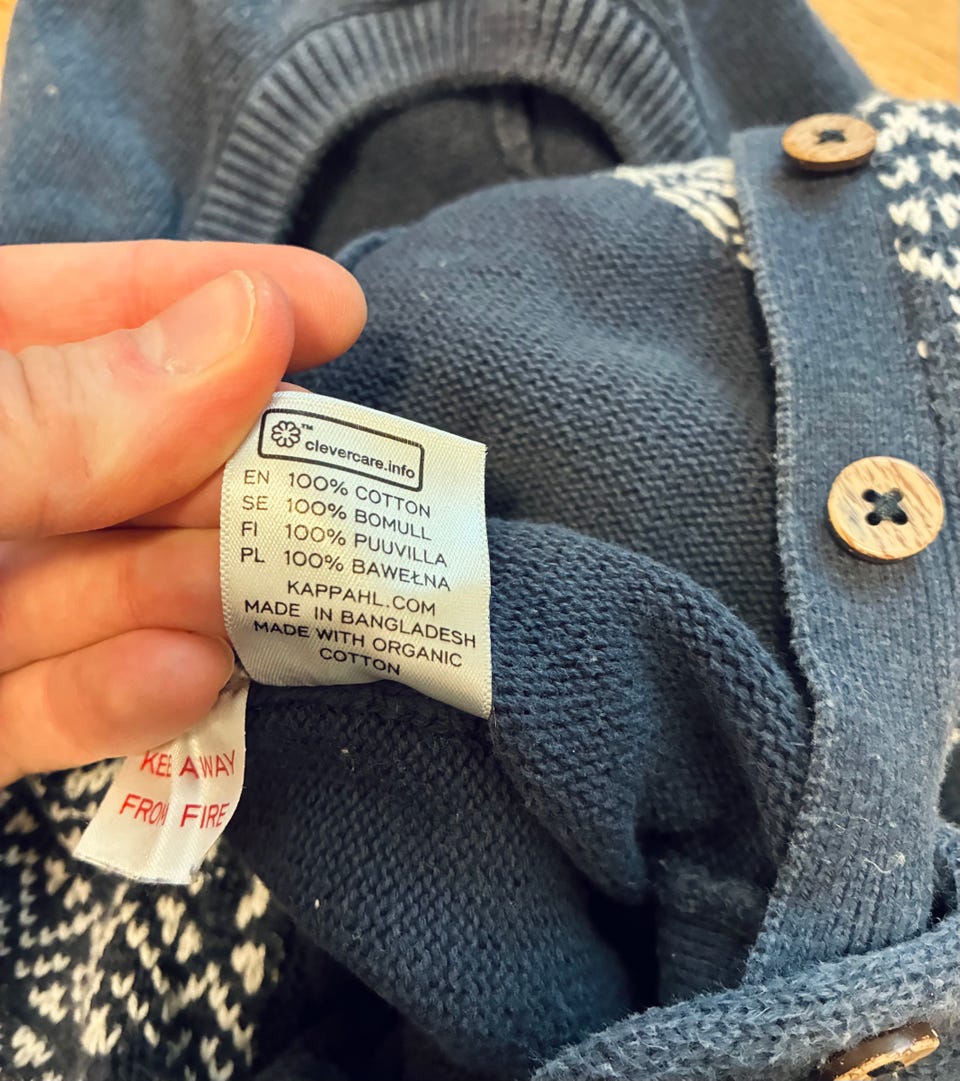 ™
clevercare.info
EN 100% COTTON
SE 100% BOMULL
FI 100% PUUVILLA
PL 100% BAWEŁNA
KAPPAHL.COM
MADE IN BANGLADESH
MADE WITH ORGANIC
COTTON
KEE AWAY
FROM FIRE